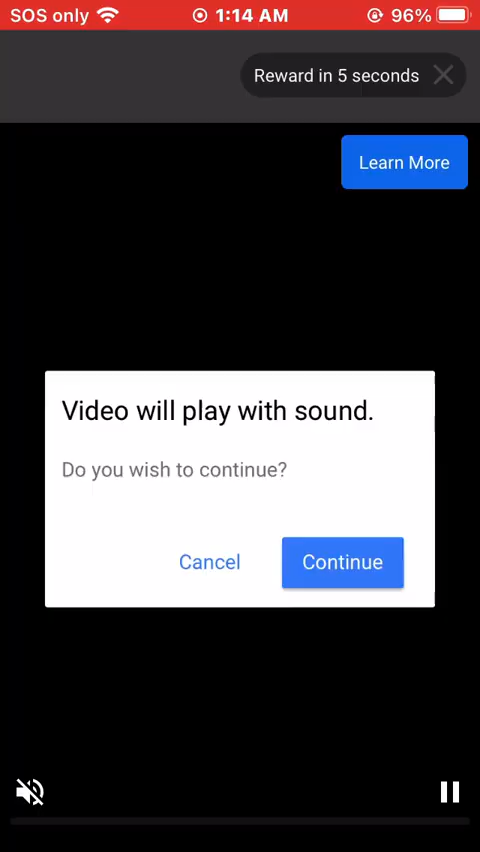 SOS only 1:14 AM 96%
Reward in 5 seconds
Learn More
Video will play with sound.
Do you wish to continue?
Cancel Continue